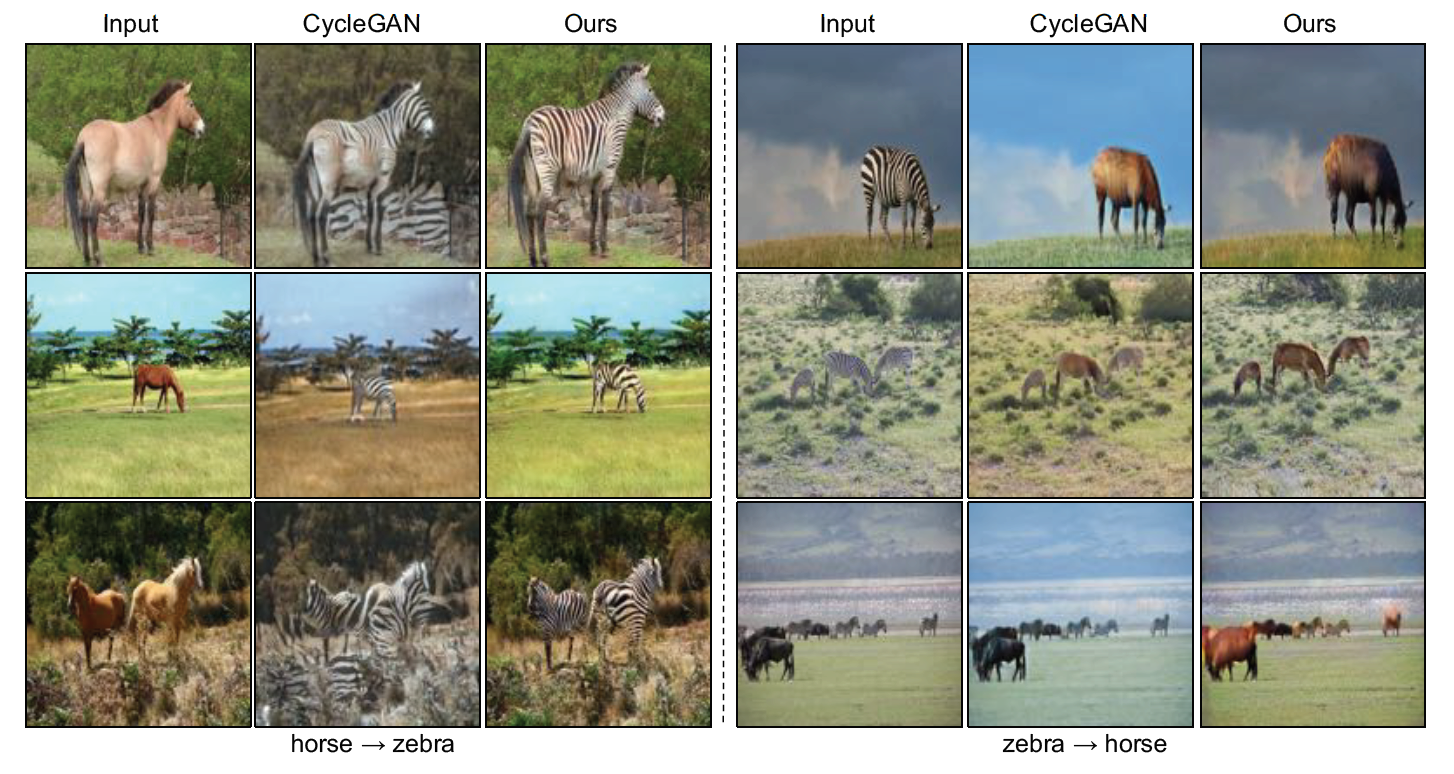 Input CycleGAN Ours Input CycleGAN Ours
horse → zebra zebra → horse